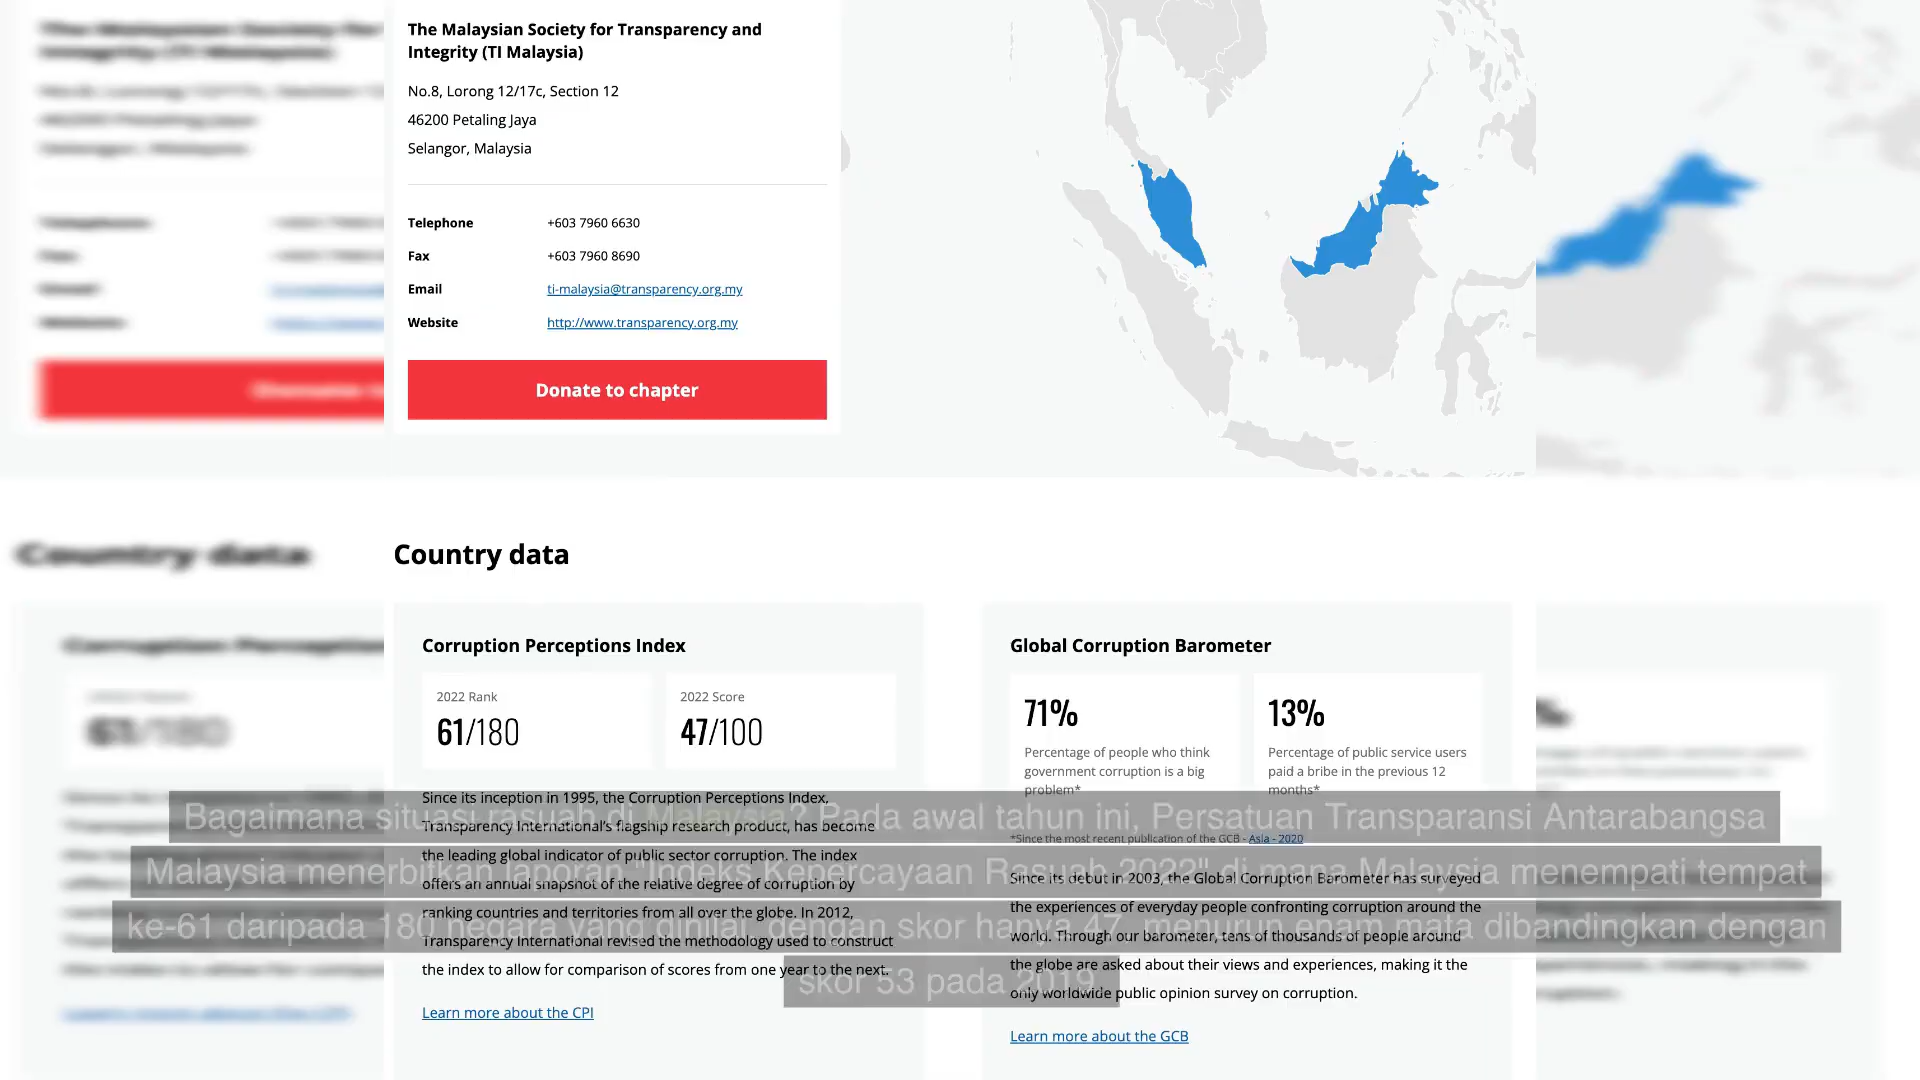 The Malaysian Society for Transparency and
Integrity (TI Malaysia)
No.8, Lorong 12/17c, Section 12
46200 Petaling Jaya
Selangor, Malaysia
Telephone +603 7960 6630
Fax +603 7960 8690
Email ti-malaysia@transparency.org.my
Website http://www.transparency.org.my
Donate to chapter
Country data
Corruption Perceptions Index
2022 Rank
61/180
2022 Score
47/100
Since its inception in 1995, the Corruption Perceptions Index,
Transparency International's flagship research product, has become
the leading global indicator of public sector corruption. The index
offers an annual snapshot of the relative degree of corruption by
ranking countries and territories from all over the globe. In 2012,
Transparency International revised the methodology used to construct
the index to allow for comparison of scores from one year to the next.
Learn more about the CPI
Global Corruption Barometer
71%
Percentage of people who think
government corruption is a big
problem*
13%
Percentage of public service users
paid a bribe in the previous 12
months*
*Since the most recent publication of the GCB - Asia - 2020
Since its debut in 2003, the Global Corruption Barometer has surveyed
the experiences of everyday people confronting corruption around the
world. Through our barometer, tens of thousands of people around
the globe are asked about their views and experiences, making it the
only worldwide public opinion survey on corruption.
Learn more about the GCB
Bagaimana situasi rasuah di Malaysia? Pada awal tahun ini, Persatuan Transparansi Antarabangsa
Malaysia menerbitkan laporan "Indeks Kepercayaan Rasuah 2022" di mana Malaysia menempati tempat
ke-61 daripada 180 negara yang dinilai dengan skor hanya 47, menurun enam mata dibandingkan dengan
skor 53 pada 2019